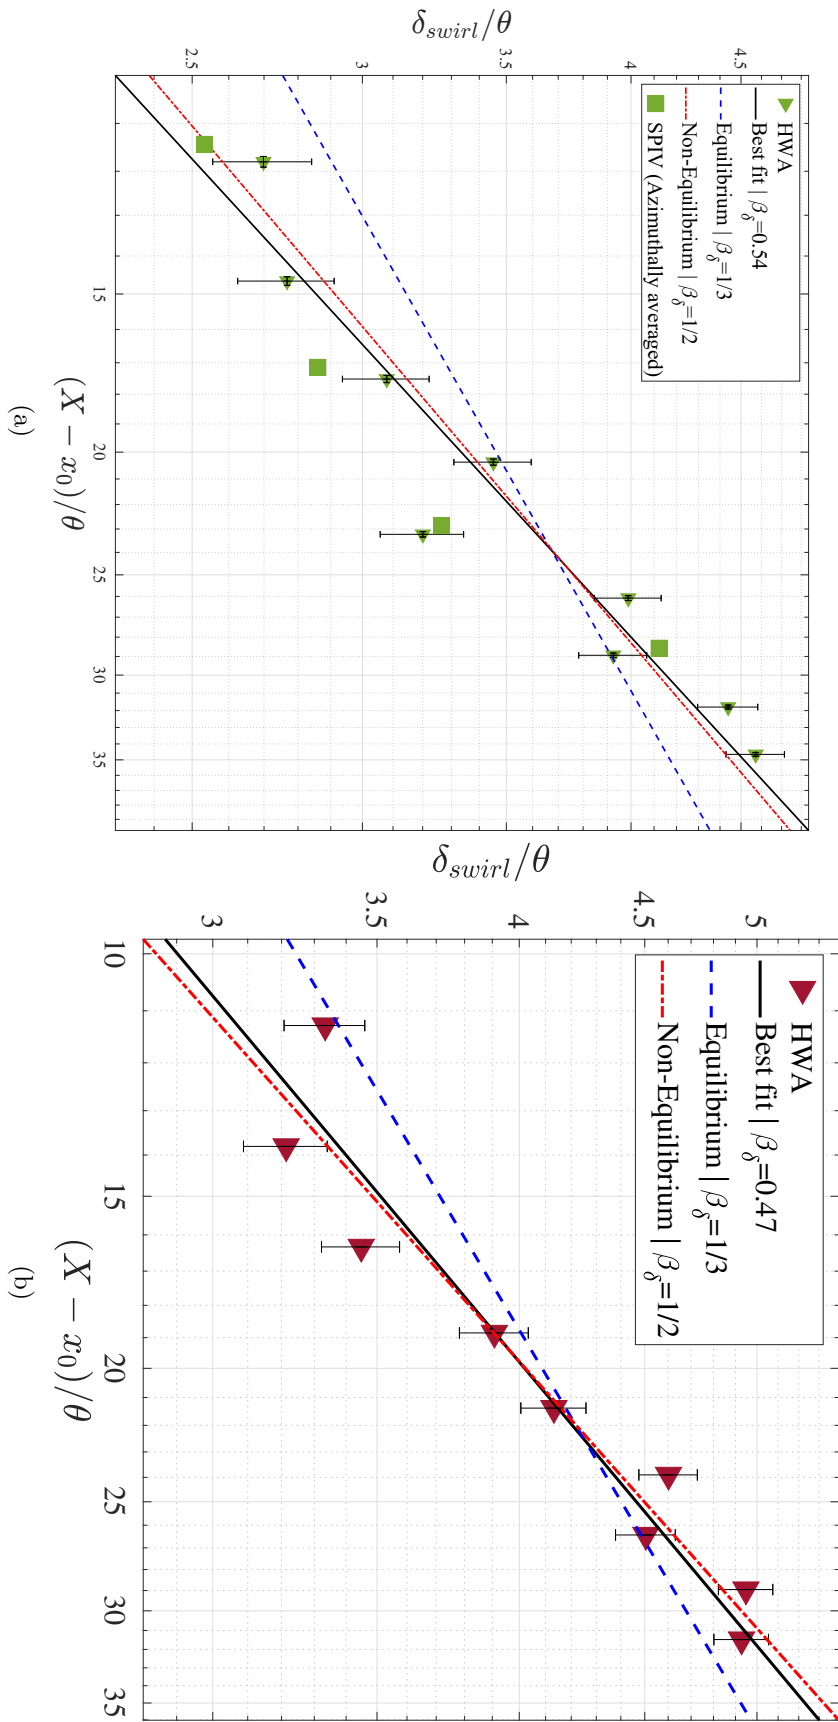 δ_swirl/θ
2.5 3 3.5 4 4.5
HWA
Best fit | β_δ=0.54
Equilibrium | β_δ=1/3
Non-Equilibrium | β_δ=1/2
SPIV (Azimuthally averaged)
15 20 25 30 35
(X − x₀)/θ
(a)
δ_swirl/θ
3 3.5 4 4.5 5
HWA
Best fit | β_δ=0.47
Equilibrium | β_δ=1/3
Non-Equilibrium | β_δ=1/2
10 15 20 25 30 35
(X − x₀)/θ
(b)